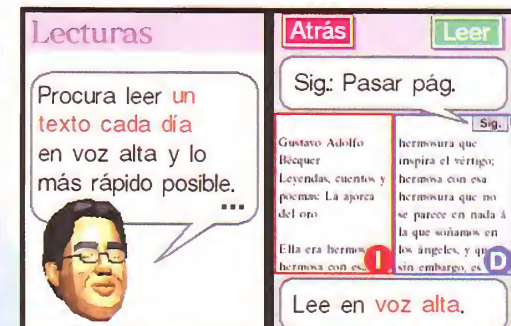 Lecturas
Procura leer un
texto cada día
en voz alta y lo
más rápido posible.
...
Atrás
Leer
Sig.: Pasar pág.
Sig.
Gustavo Adolfo
Bécquer
Leyendas, cuentos y
poemas: La ajorca
del oro
Ella era hermosa,
hermosa con es
I
hermosura que
inspira el vértigo;
hermosa con esa
hermosura que no
se parece en nada á
la que soñamos en
los ángeles, y que
sin embargo, es
D
Lee en voz alta.